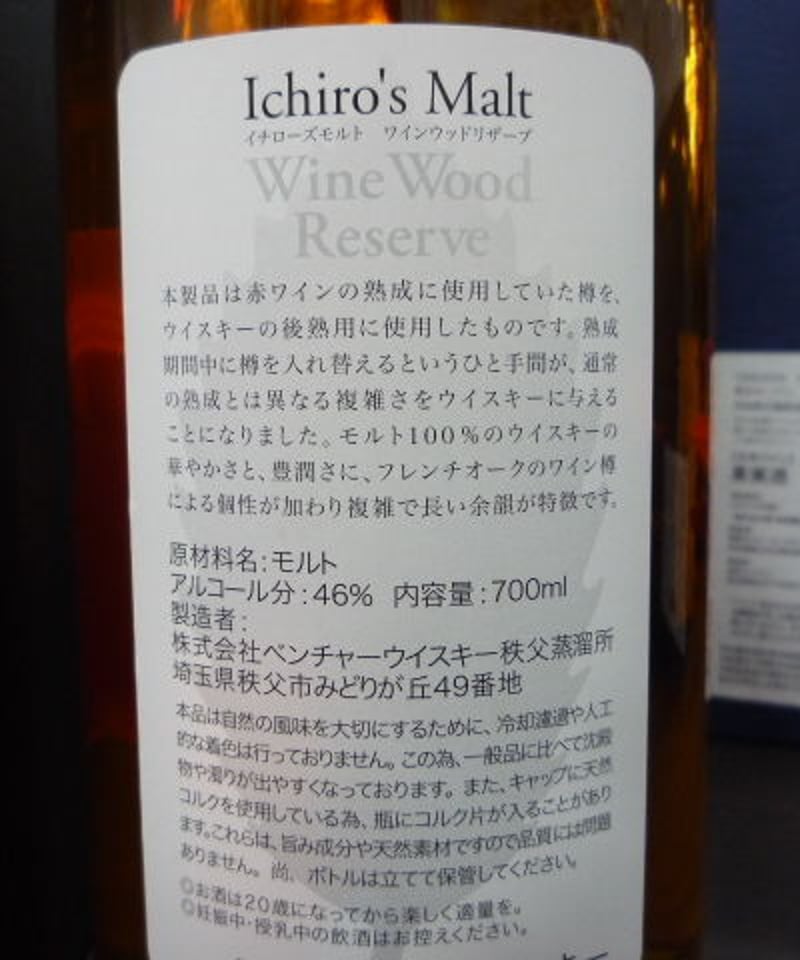 Ichiro's Malt
イチローズモルト　ワインウッドリザーブ
Wine Wood
Reserve
本製品は赤ワインの熟成に使用していた樽を、
ウイスキーの後熟用に使用したものです。熟成
期間中に樽を入れ替えるというひと手間が、通常
の熟成とは異なる複雑さをウイスキーに与える
ことになりました。モルト100%のウイスキーの
華やかさと、豊潤さに、フレンチオークのワイン樽
による個性が加わり複雑で長い余韻が特徴です。
原材料名:モルト
アルコール分:46%　内容量:700ml
製造者:
株式会社ベンチャーウイスキー秩父蒸溜所
埼玉県秩父市みどりが丘49番地
本品は自然の風味を大切にするために、冷却濾過や人工
的な着色は行っておりません。この為、一般品に比べて沈殿
物や濁りが出やすくなっております。また、キャップに天然
コルクを使用している為、瓶にコルク片が入ることがあり
ます。これらは、旨み成分や天然素材ですので品質には問題
ありません。尚、ボトルは立てて保管してください。
◎お酒は20歳になってから楽しく適量を。
◎妊娠中・授乳中の飲酒はお控えください。